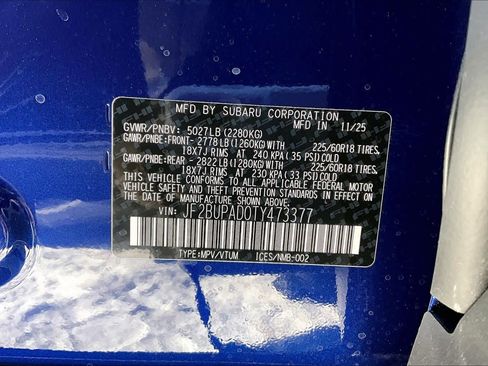 MFD BY SUBARU CORPORATION
GVWR/PNBV: 5027LB(2280KG) MFD IN 11/25
GAWR/PNBE:FRONT- 2778LB(1260KG)WITH 225/60R18 TIRES
18X7J RIMS AT 240 KPA(35 PSI)COLD
GAWR/PNBE:REAR - 2822LB(1280KG)WITH 225/60R18 TIRES
18X7J RIMS AT 230 KPA(33 PSI)COLD
THIS VEHICLE CONFORMS TO ALL APPLICABLE FEDERAL MOTOR
VEHICLE SAFETY AND THEFT PREVENTION STANDARDS IN EFFECT ON
THE DATE OF MANUFACTURE SHOWN ABOVE.
VIN: JF2BUPAD0TY473377
TYPE:MPV/VTUM ICES/NMB-002